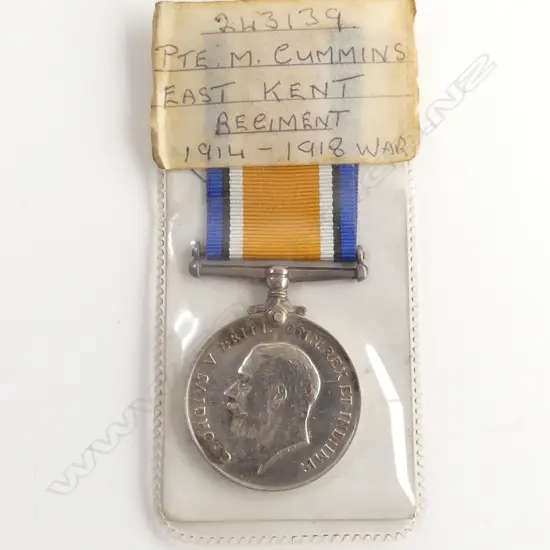 243139
PTE. M. CUMMINS
EAST KENT
REGIMENT
1914 - 1918 WAR
GEORGIVS V BRITT: OMN: REX ET IND: IMP: